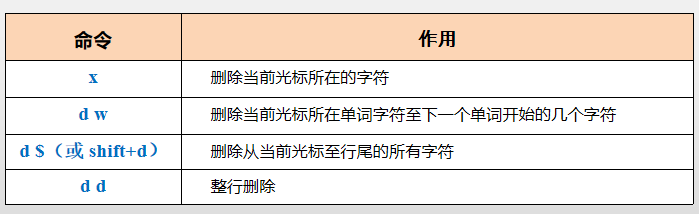 命令 作用
x 删除当前光标所在的字符
d w 删除当前光标所在单词字符至下一个单词开始的几个字符
d $（或 shift+d） 删除从当前光标至行尾的所有字符
d d 整行删除